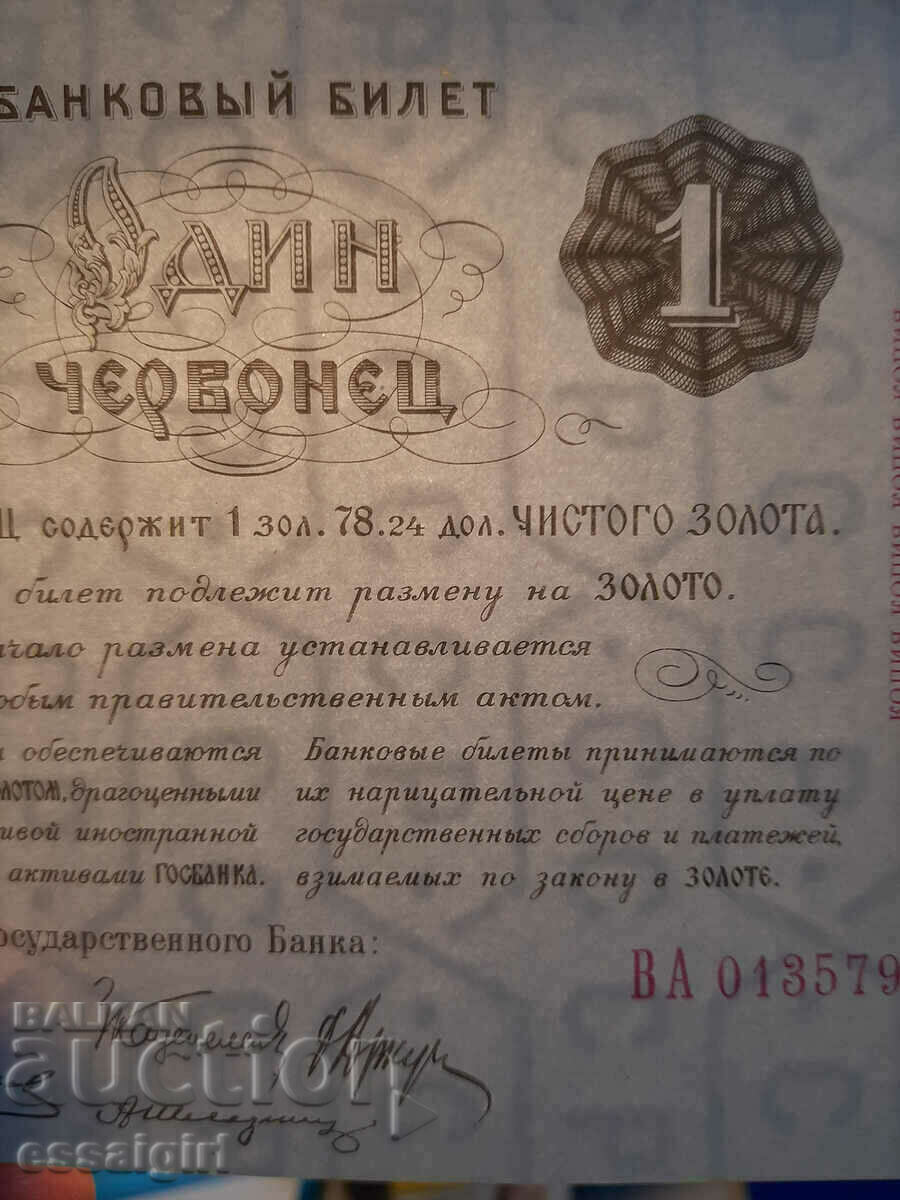 БАНКОВЫЙ БИЛЕТ
ОДИН
1
ЧЕРВОНЕЦ
Ц СОДЕРЖИТ 1 ЗОЛ. 78.24 ДОЛ. ЧИСТОГО ЗОЛОТА.
билет подлежит размену на ЗОЛОТО.
чало размена устанавливается
обым правительственным актом.
обеспечиваются
ЛОТОМ, драгоценными
ивой иностранной
активами ГОСБАНКА.
Банковые билеты принимаются по
их нарицательной цене в уплату
государственных сборов и платежей,
взимаемых по закону в ЗОЛОТЕ.
осударственного Банка:
ВА 013579
BALKAN
auction
essaigirl